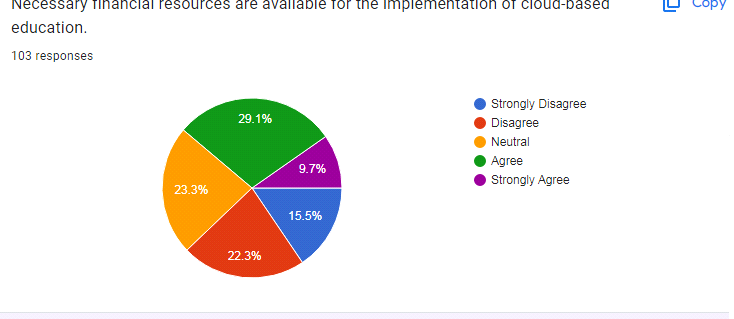 Necessary financial resources are available for the implementation of cloud-based
Copy
education.
103 responses
29.1%
9.7%
23.3%
15.5%
22.3%
Strongly Disagree
Disagree
Neutral
Agree
Strongly Agree